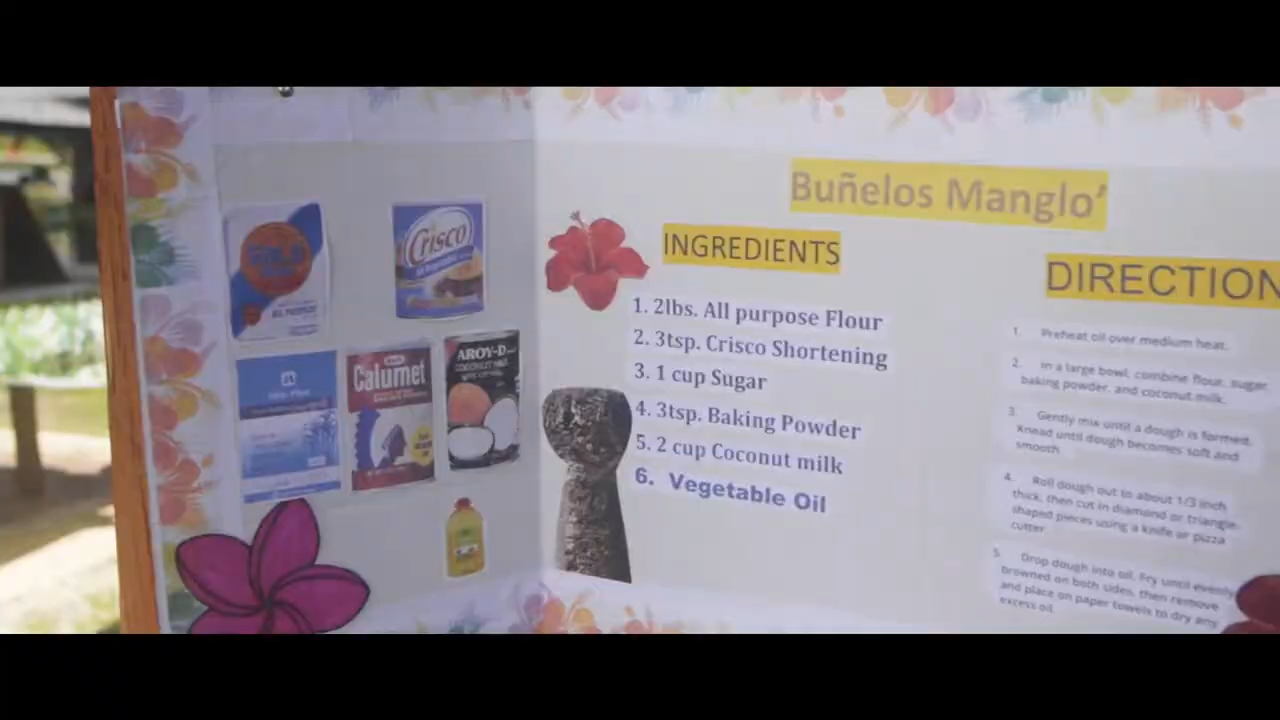 Buñelos Manglo'
INGREDIENTS
1. 2lbs. All purpose Flour
2. 3tsp. Crisco Shortening
3. 1 cup Sugar
4. 3tsp. Baking Powder
5. 2 cup Coconut milk
6. Vegetable Oil
DIRECTION
1. Preheat oil over medium heat.
2. In a large bowl, combine flour, sugar,
baking powder, and coconut milk.
3. Gently mix until a dough is formed.
Knead until dough becomes soft and
smooth.
4. Roll dough out to about 1/3 inch
thick, then cut in diamond or triangle-
shaped pieces using a knife or pizza
cutter
5. Drop dough into oil. Fry until evenly
browned on both sides, then remove
and place on paper towels to dry any
excess oil.
GOLD
ALL PURPOSE
Crisco
Calumet
AROY-D
COCONUT MILK